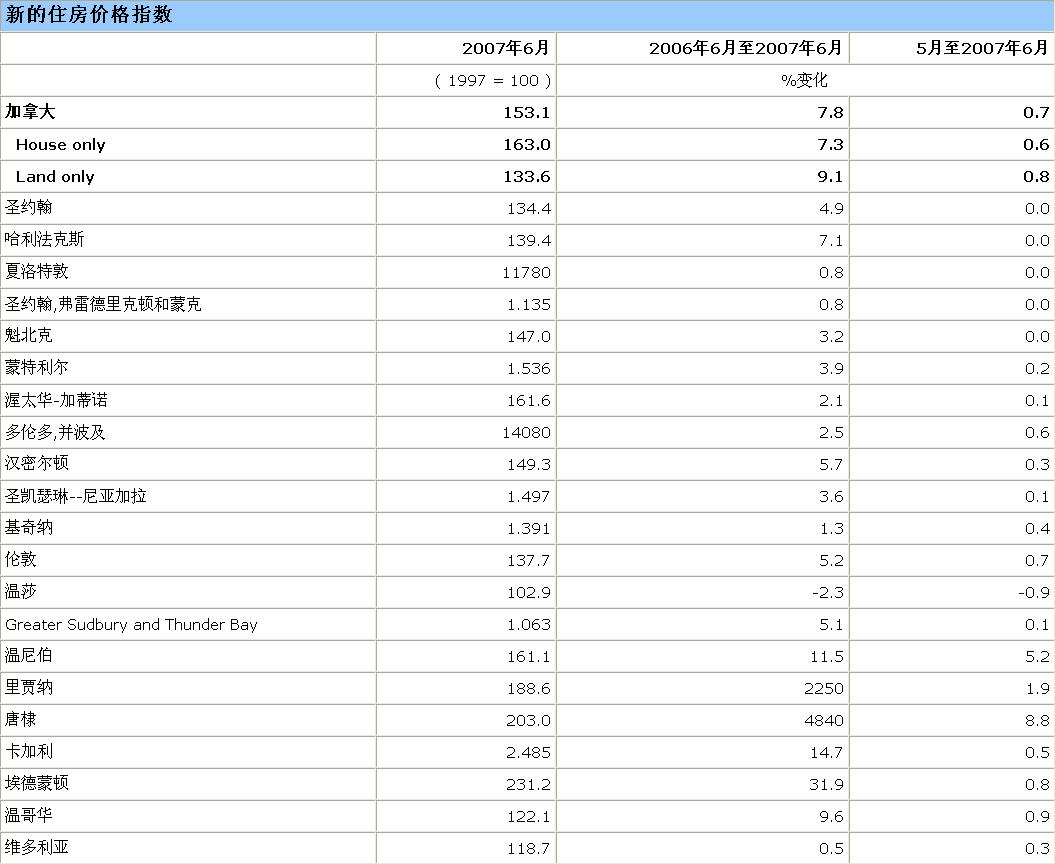 新的住房价格指数
2007年6月 2006年6月至2007年6月 5月至2007年6月
( 1997 = 100 ) %变化
加拿大 153.1 7.8 0.7
House only 163.0 7.3 0.6
Land only 133.6 9.1 0.8
圣约翰 134.4 4.9 0.0
哈利法克斯 139.4 7.1 0.0
夏洛特敦 11780 0.8 0.0
圣约翰,弗雷德里克顿和蒙克 1.135 0.8 0.0
魁北克 147.0 3.2 0.0
蒙特利尔 1.536 3.9 0.2
渥太华-加蒂诺 161.6 2.1 0.1
多伦多,并波及 14080 2.5 0.6
汉密尔顿 149.3 5.7 0.3
圣凯瑟琳--尼亚加拉 1.497 3.6 0.1
基奇纳 1.391 1.3 0.4
伦敦 137.7 5.2 0.7
温莎 102.9 -2.3 -0.9
Greater Sudbury and Thunder Bay 1.063 5.1 0.1
温尼伯 161.1 11.5 5.2
里贾纳 188.6 2250 1.9
唐棣 203.0 4840 8.8
卡加利 2.485 14.7 0.5
埃德蒙顿 231.2 31.9 0.8
温哥华 122.1 9.6 0.9
维多利亚 118.7 0.5 0.3